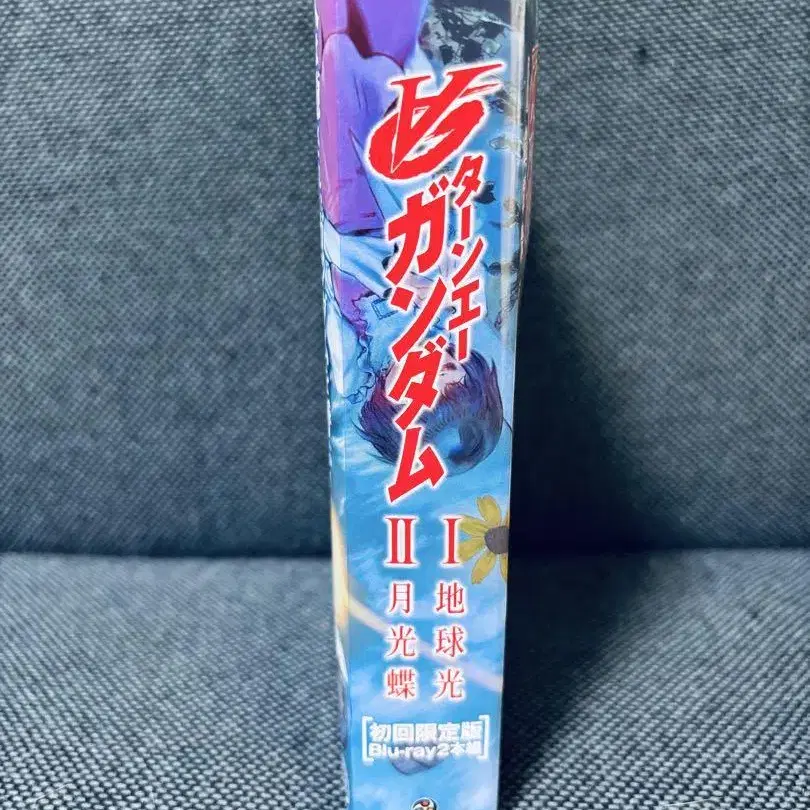 ∀
ターンエー
ガンダム
I 地球光
II 月光蝶
初回限定版
Blu-ray2本組